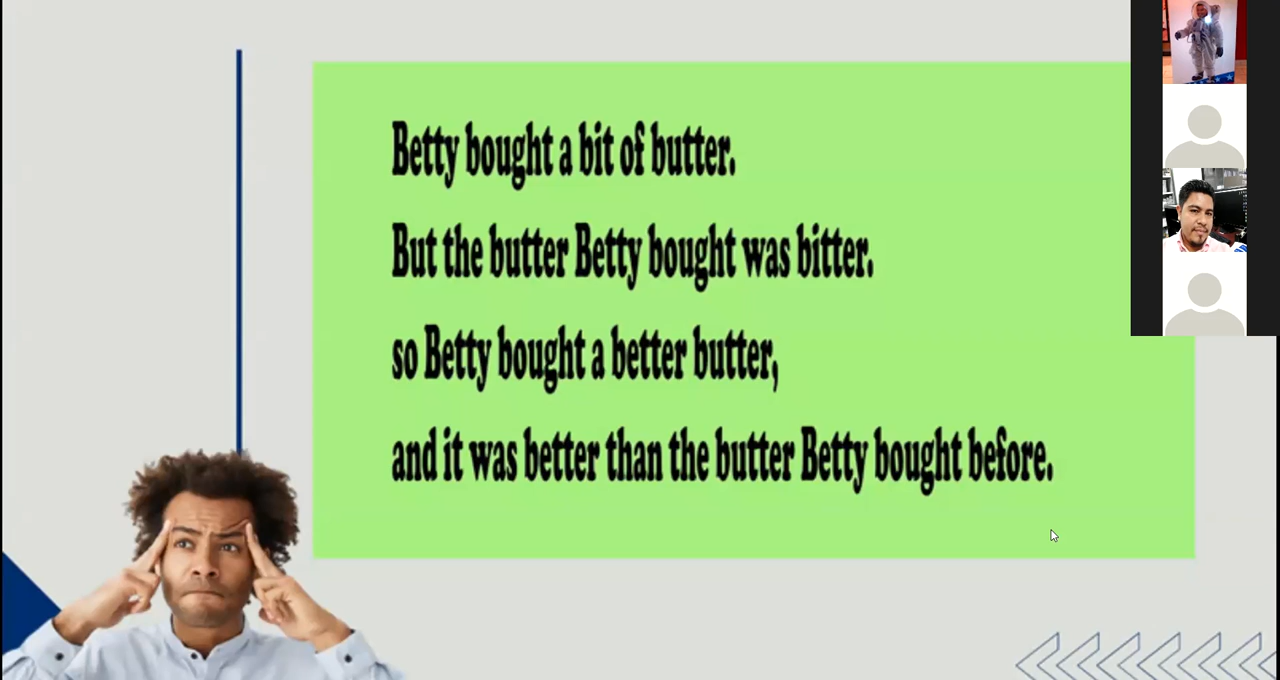 Betty bought a bit of butter.
But the butter Betty bought was bitter.
so Betty bought a better butter,
and it was better than the butter Betty bought before.